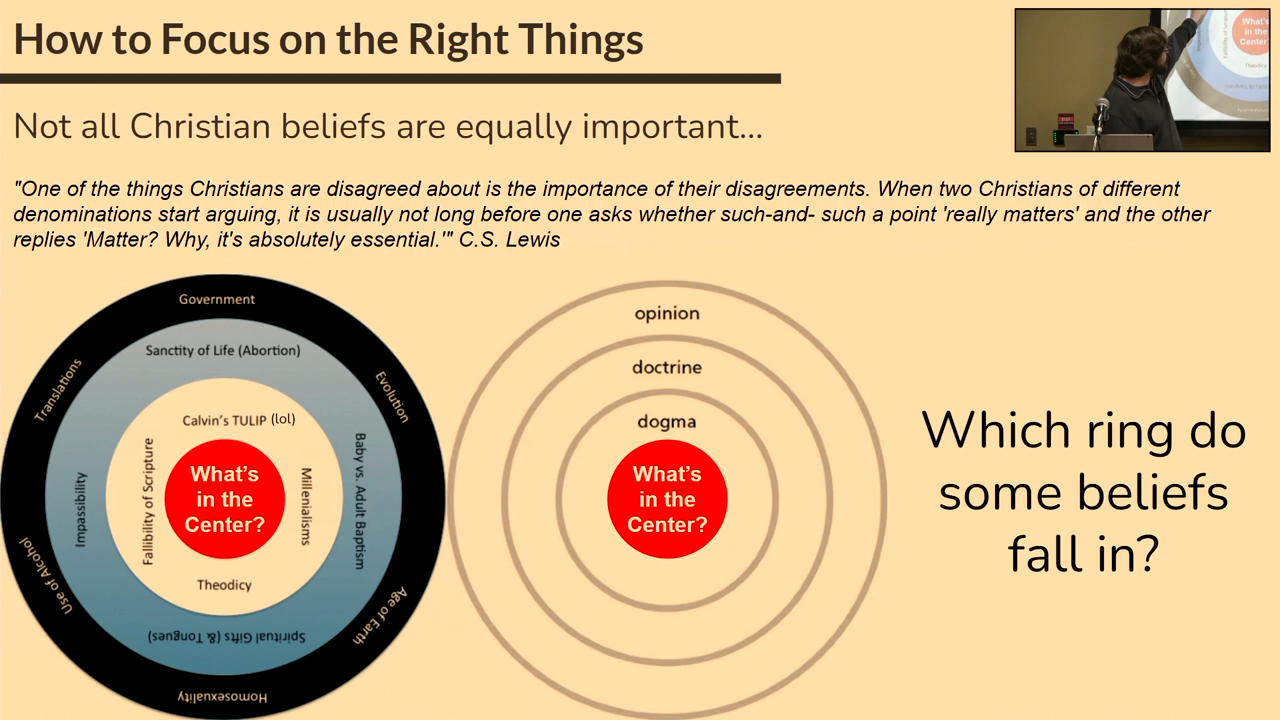 How to Focus on the Right Things
Not all Christian beliefs are equally important...
"One of the things Christians are disagreed about is the importance of their disagreements. When two Christians of different
denominations start arguing, it is usually not long before one asks whether such-and- such a point 'really matters' and the other
replies 'Matter? Why, it's absolutely essential.'" C.S. Lewis
Government
Translations
Evolution
Use of Alcohol
Age of Earth
Homosexuality
Sanctity of Life (Abortion)
Impassibility
Baby vs. Adult Baptism
Spiritual Gifts (& Tongues)
Calvin's TULIP (lol)
Fallibility of Scripture
Millenialisms
Theodicy
What's
in the
Center?
opinion
doctrine
dogma
What's
in the
Center?
Which ring do
some beliefs
fall in?
What's
in the
Center?
Theodicy